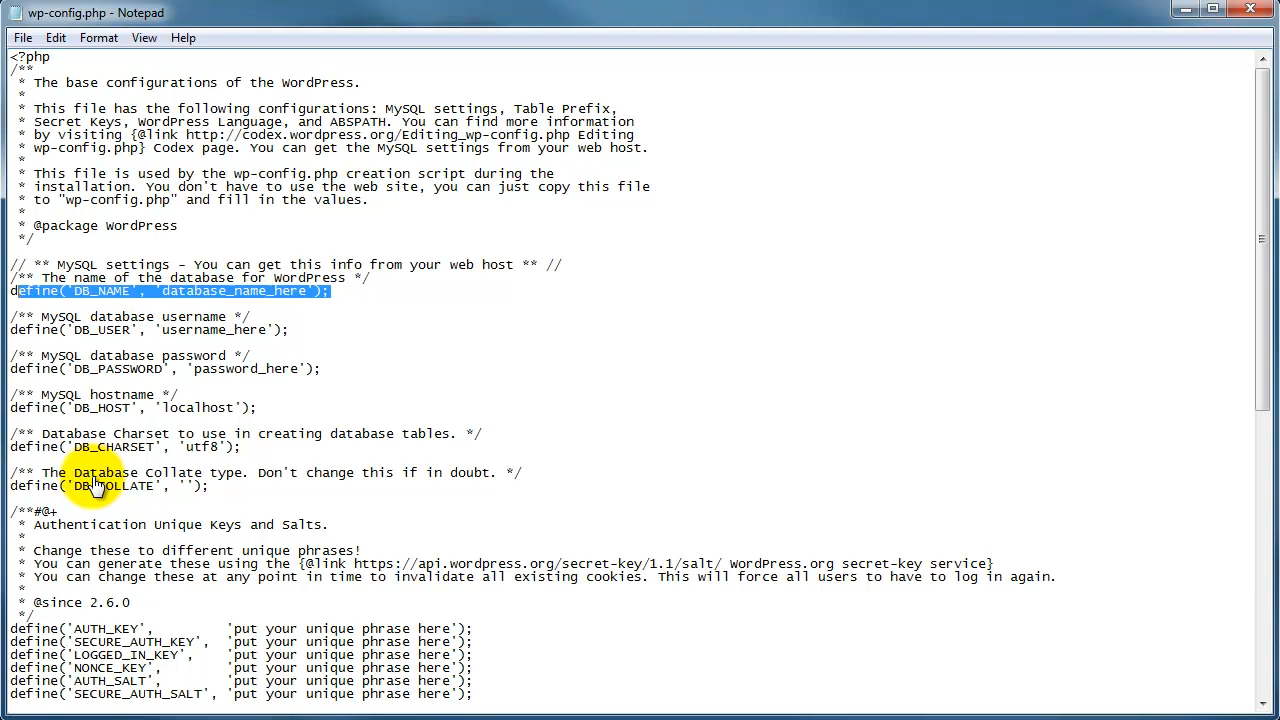 wp-config.php - Notepad
File Edit Format View Help
<?php
/**
 * The base configurations of the WordPress.
 *
 * This file has the following configurations: MySQL settings, Table Prefix,
 * Secret Keys, WordPress Language, and ABSPATH. You can find more information
 * by visiting {@link http://codex.wordpress.org/Editing_wp-config.php Editing
 * wp-config.php} Codex page. You can get the MySQL settings from your web host.
 *
 * This file is used by the wp-config.php creation script during the
 * installation. You don't have to use the web site, you can just copy this file
 * to "wp-config.php" and fill in the values.
 *
 * @package WordPress
 */
// ** MySQL settings - You can get this info from your web host ** //
/** The name of the database for WordPress */
define('DB_NAME', 'database_name_here');
/** MySQL database username */
define('DB_USER', 'username_here');
/** MySQL database password */
define('DB_PASSWORD', 'password_here');
/** MySQL hostname */
define('DB_HOST', 'localhost');
/** Database Charset to use in creating database tables. */
define('DB_CHARSET', 'utf8');
/** The Database Collate type. Don't change this if in doubt. */
define('DB_COLLATE', '');
/**#@+
 * Authentication Unique Keys and Salts.
 *
 * Change these to different unique phrases!
 * You can generate these using the {@link https://api.wordpress.org/secret-key/1.1/salt/ WordPress.org secret-key service}
 * You can change these at any point in time to invalidate all existing cookies. This will force all users to have to log in again.
 *
 * @since 2.6.0
 */
define('AUTH_KEY',         'put your unique phrase here');
define('SECURE_AUTH_KEY',  'put your unique phrase here');
define('LOGGED_IN_KEY',    'put your unique phrase here');
define('NONCE_KEY',        'put your unique phrase here');
define('AUTH_SALT',        'put your unique phrase here');
define('SECURE_AUTH_SALT', 'put your unique phrase here');